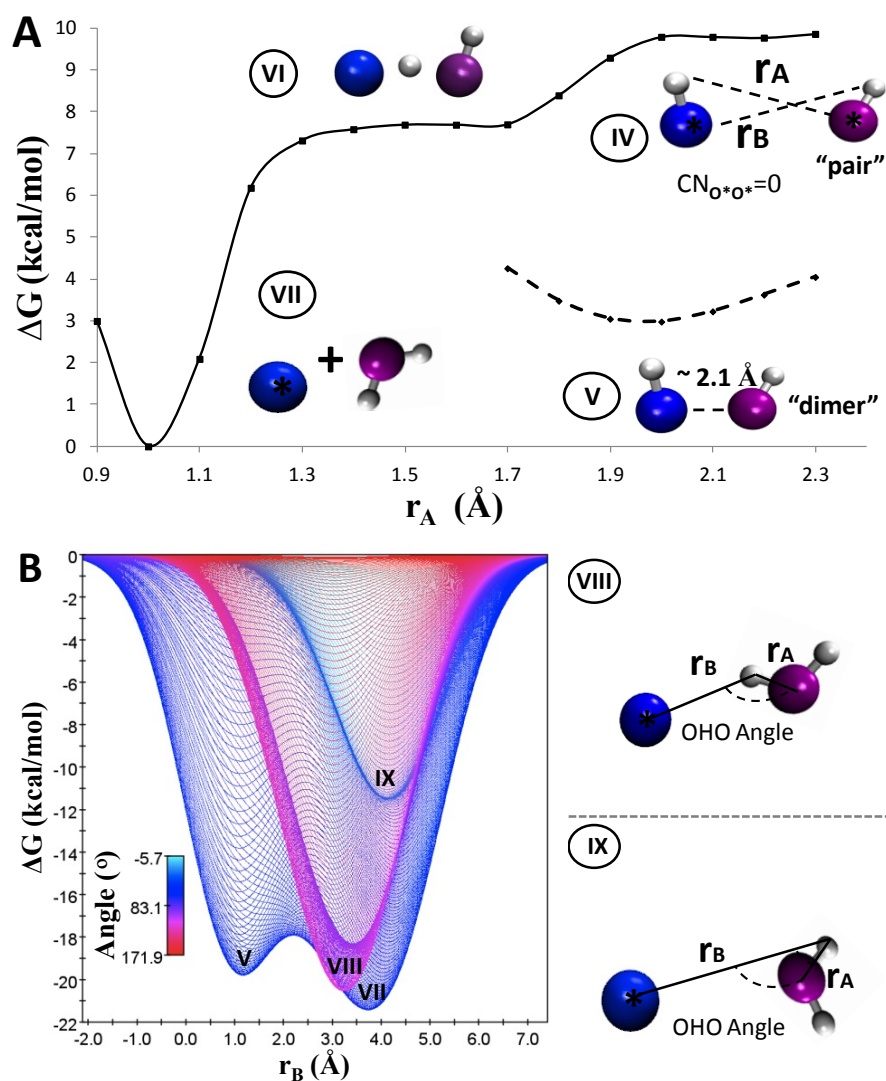 A
ΔG (kcal/mol)
10
9
8
7
6
5
4
3
2
1
0
0.9 1.1 1.3 1.5 1.7 1.9 2.1 2.3
rA (Å)
VI
IV
rA
rB
*
*
"pair"
CNO*O*=0
VII
*
+
V
~ 2.1 Å
"dimer"
B
ΔG (kcal/mol)
0
-2
-4
-6
-8
-10
-12
-14
-16
-18
-20
-22
-2.0 0.0 1.0 2.0 3.0 4.0 5.0 6.0 7.0
rB (Å)
Angle (o)
-5.7
83.1
171.9
V
VIII
VII
IX
VIII
rB
rA
*
OHO Angle
IX
rB
rA
*
OHO Angle